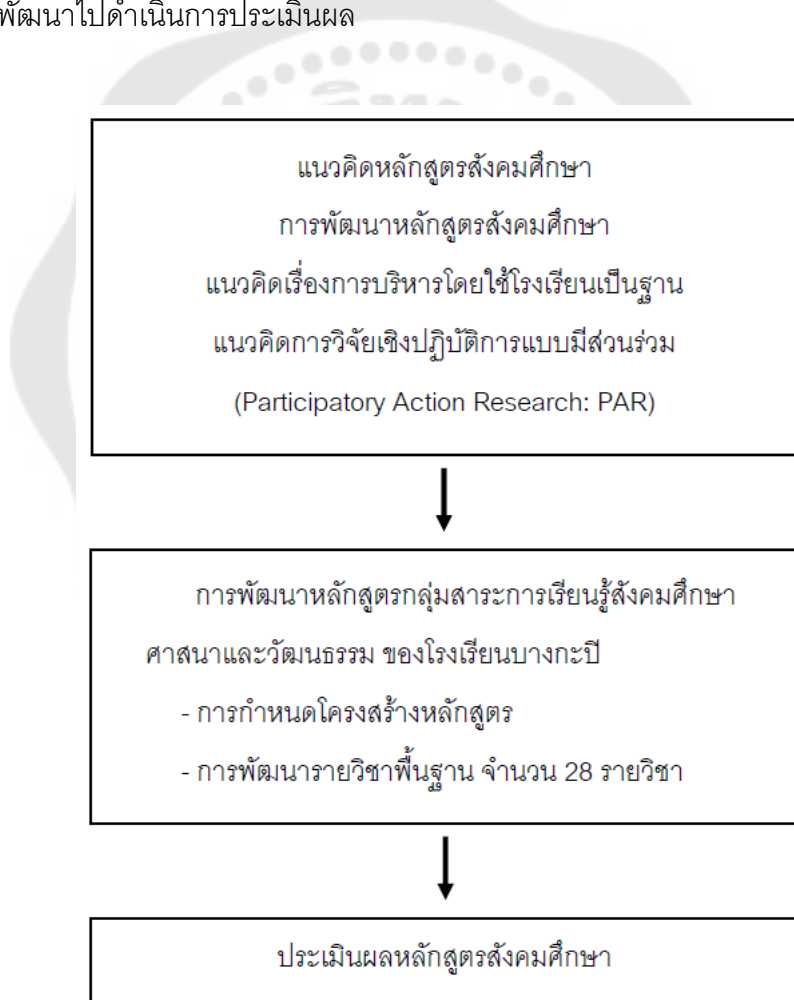 พัฒนาไปดำเนินการประเมินผล
แนวคิดหลักสูตรสังคมศึกษา
การพัฒนาหลักสูตรสังคมศึกษา
แนวคิดเรื่องการบริหารโดยใช้โรงเรียนเป็นฐาน
แนวคิดการวิจัยเชิงปฏิบัติการแบบมีส่วนร่วม
(Participatory Action Research: PAR)
การพัฒนาหลักสูตรกลุ่มสาระการเรียนรู้สังคมศึกษา
ศาสนาและวัฒนธรรม ของโรงเรียนบางกะปิ
- การกำหนดโครงสร้างหลักสูตร
- การพัฒนารายวิชาพื้นฐาน จำนวน 28 รายวิชา
ประเมินผลหลักสูตรสังคมศึกษา